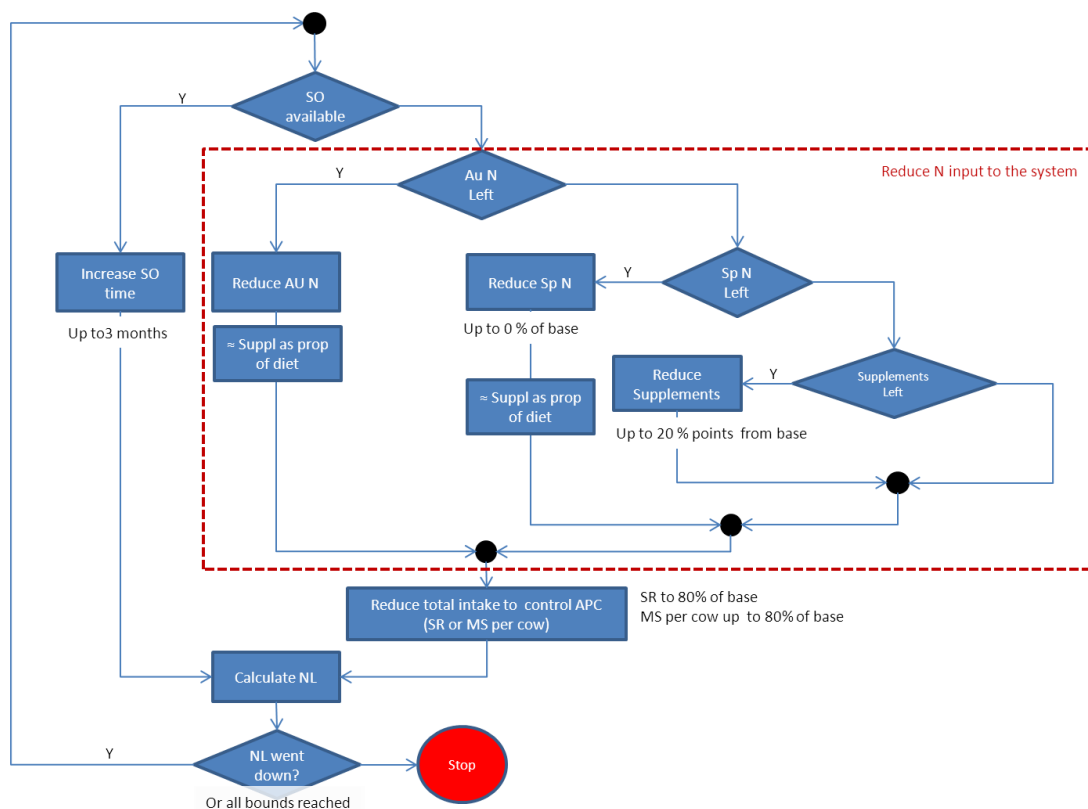 Y
SO
available
Reduce N input to the system
Y
Au N
Left
Increase SO
time
Up to3 months
Reduce AU N
≈ Suppl as prop
of diet
Reduce Sp N
Y
Sp N
Left
Up to 0 % of base
≈ Suppl as prop
of diet
Reduce
Supplements
Y
Supplements
Left
Up to 20 % points from base
Reduce total intake to control APC
(SR or MS per cow)
SR to 80% of base
MS per cow up to 80% of base
Calculate NL
Y
NL went
down?
Or all bounds reached
Stop